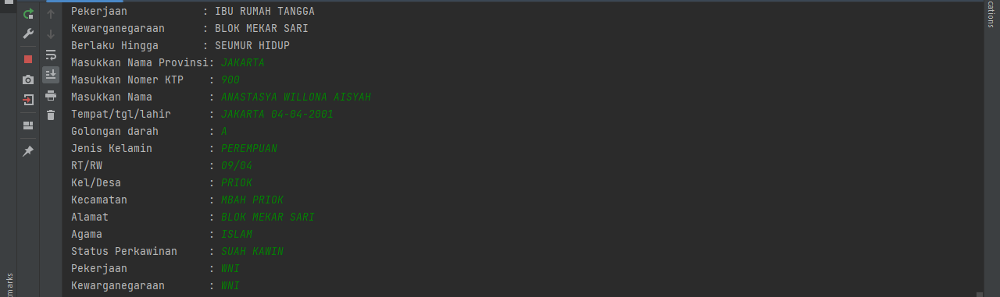 Pekerjaan : IBU RUMAH TANGGA
Kewarganegaraan : BLOK MEKAR SARI
Berlaku Hingga : SEUMUR HIDUP
Masukkan Nama Provinsi: JAKARTA
Masukkan Nomer KTP : 900
Masukkan Nama : ANASTASYA WILLONA AISYAH
Tempat/tgl/lahir : JAKARTA 04-04-2001
Golongan darah : A
Jenis Kelamin : PEREMPUAN
RT/RW : 09/04
Kel/Desa : PRIOK
Kecamatan : MBAH PRIOK
Alamat : BLOK MEKAR SARI
Agama : ISLAM
Status Perkawinan : SUAH KAWIN
Pekerjaan : WNI
Kewarganegaraan : WNI
cations
marks